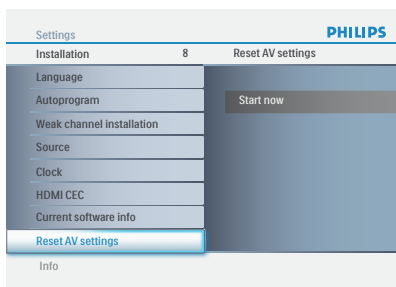 Settings
PHILIPS
Installation 8 Reset AV settings
Language
Autoprogram
Start now
Weak channel installation
Source
Clock
HDMI CEC
Current software info
Reset AV settings
Info